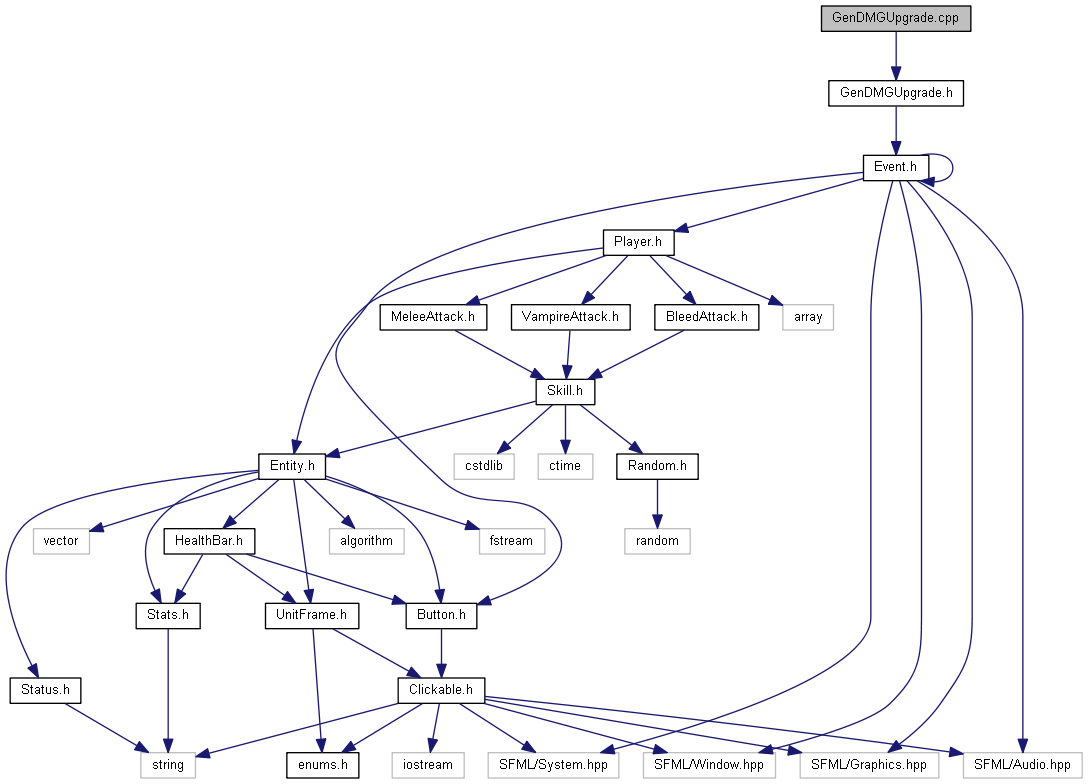 GenDMGUpgrade.cpp
GenDMGUpgrade.h
Event.h
Player.h
MeleeAttack.h
VampireAttack.h
BleedAttack.h
array
Skill.h
Entity.h
cstdlib
ctime
Random.h
vector
HealthBar.h
algorithm
fstream
random
Stats.h
UnitFrame.h
Button.h
Status.h
Clickable.h
string
enums.h
iostream
SFML/System.hpp
SFML/Window.hpp
SFML/Graphics.hpp
SFML/Audio.hpp